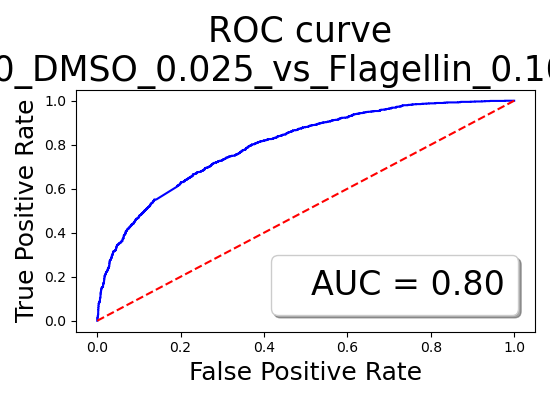 ROC curve
0_DMSO_0.025_vs_Flagellin_0.10
True Positive Rate
1.0
0.8
0.6
0.4
0.2
0.0
AUC = 0.80
0.0 0.2 0.4 0.6 0.8 1.0
False Positive Rate